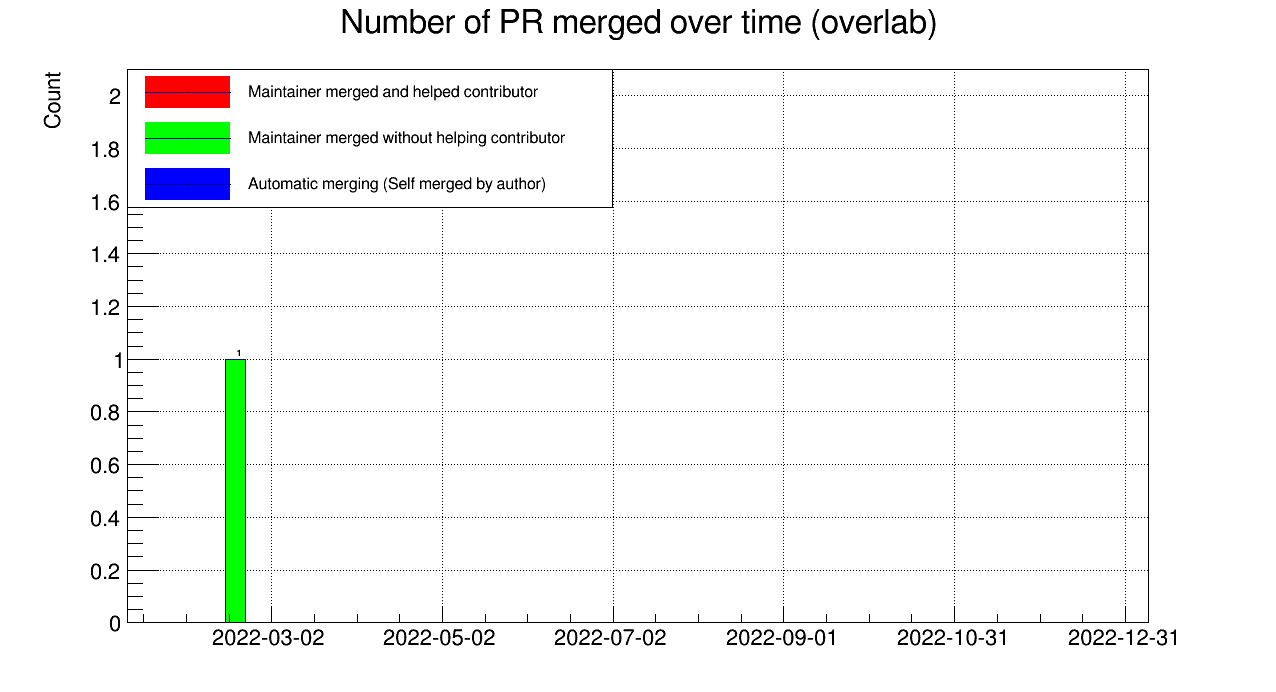 Number of PR merged over time (overlab)
Count
Maintainer merged and helped contributor
Maintainer merged without helping contributor
Automatic merging (Self merged by author)
2
1.8
1.6
1.4
1.2
1
0.8
0.6
0.4
0.2
0
1
2022-03-02 2022-05-02 2022-07-02 2022-09-01 2022-10-31 2022-12-31